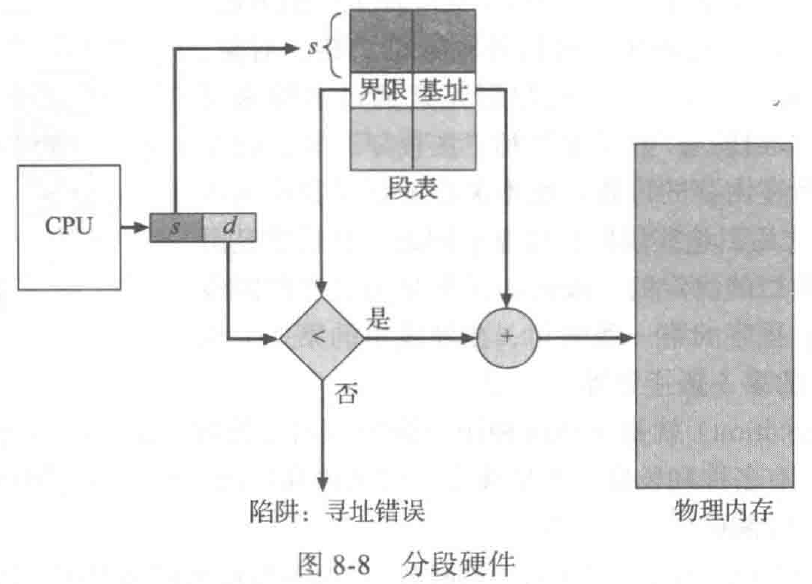 s
界限 基址
段表
CPU
s d
<
是
+
否
陷阱：寻址错误
物理内存
图 8-8 分段硬件